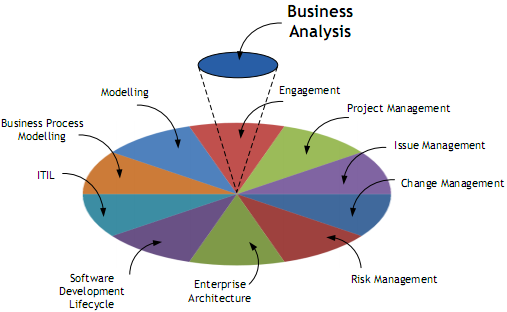 Business
Analysis
Modelling
Engagement
Project Management
Business Process
Modelling
Issue Management
ITIL
Change Management
Software
Development
Lifecycle
Enterprise
Architecture
Risk Management